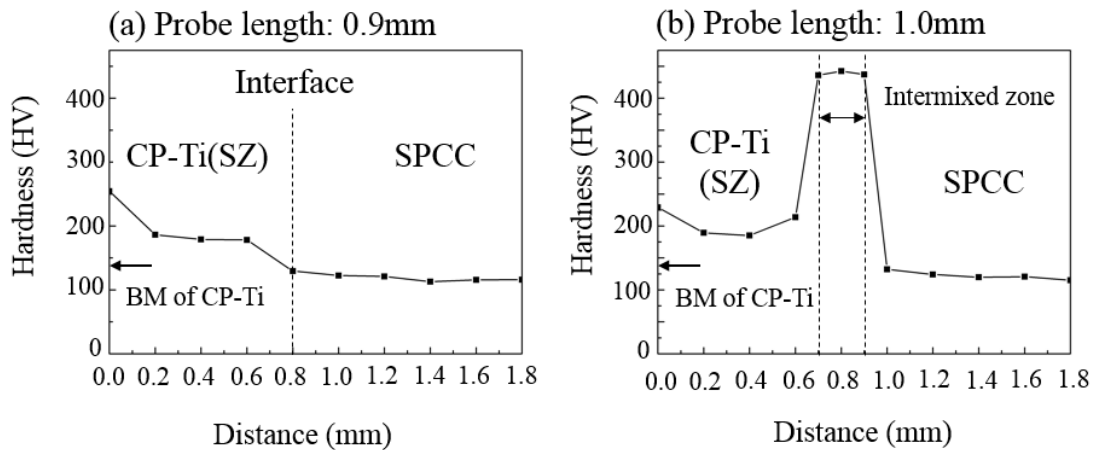 (a) Probe length: 0.9mm
Interface
CP-Ti(SZ)
SPCC
BM of CP-Ti
Hardness (HV)
400
300
200
100
0
0.0 0.2 0.4 0.6 0.8 1.0 1.2 1.4 1.6 1.8
Distance (mm)
(b) Probe length: 1.0mm
Intermixed zone
CP-Ti
(SZ)
SPCC
BM of CP-Ti
Hardness (HV)
400
300
200
100
0
0.0 0.2 0.4 0.6 0.8 1.0 1.2 1.4 1.6 1.8
Distance (mm)